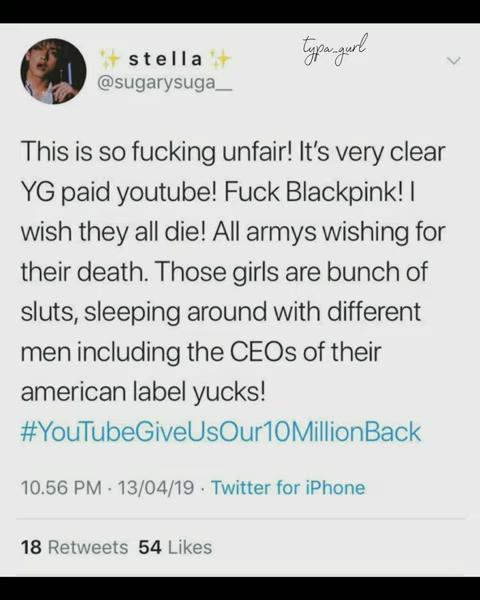 typa_gurl
✨ stella ✨
@sugarysuga__
This is so fucking unfair! It's very clear
YG paid youtube! Fuck Blackpink! I
wish they all die! All armys wishing for
their death. Those girls are bunch of
sluts, sleeping around with different
men including the CEOs of their
american label yucks!
#YouTubeGiveUsOur10MillionBack
10.56 PM · 13/04/19 · Twitter for iPhone
18 Retweets 54 Likes